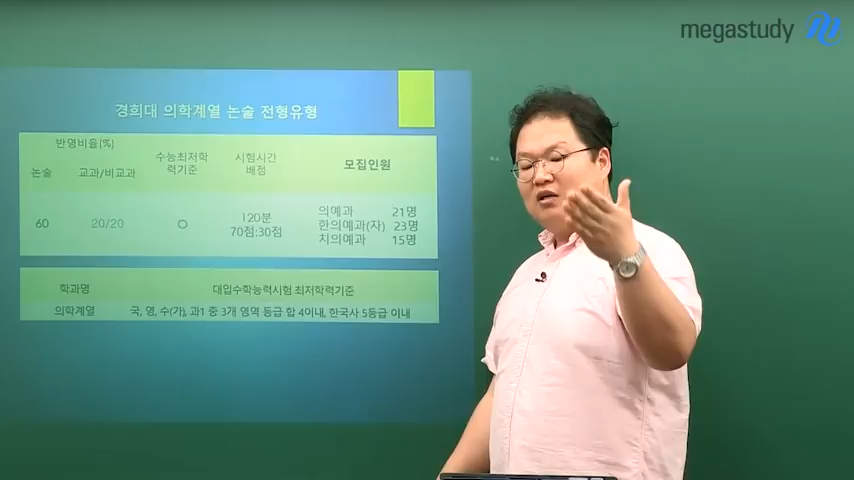 megastudy
경희대 의학계열 논술 전형유형
반영비율(%)
논술
교과/비교과
수능최저학
력기준
시험시간
배점
모집인원
60
20/20
○
120분
70점:30점
의예과 21명
한의예과(자) 23명
치의예과 15명
학과명
대입수학능력시험 최저학력기준
의학계열
국, 영, 수(가), 과1 중 3개 영역 등급 합 4이내, 한국사 5등급 이내